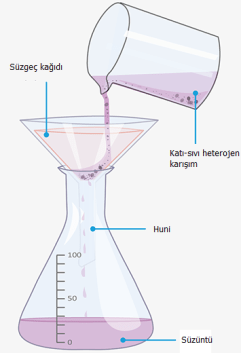 Süzgeç kağıdı
Katı-sıvı heterojen
karışım
Huni
100
50
0
Süzüntü